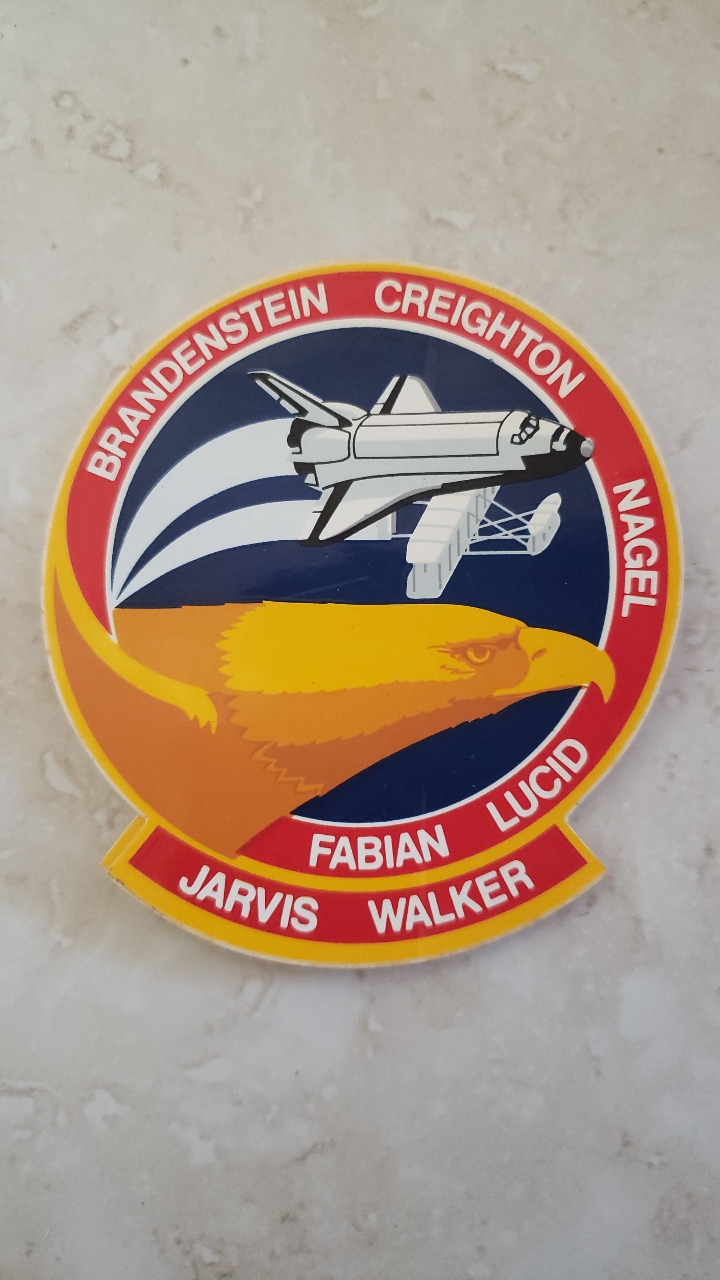 BRANDENSTEIN CREIGHTON NAGEL
FABIAN LUCID
JARVIS WALKER